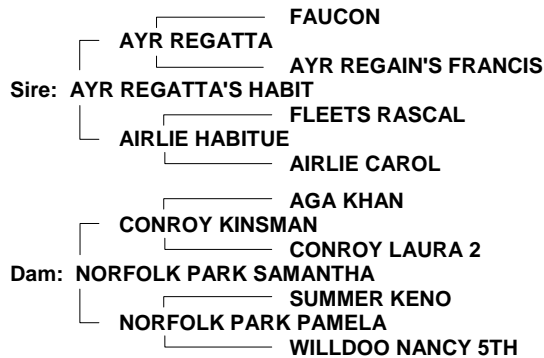 FAUCON
AYR REGATTA
AYR REGAIN'S FRANCIS
Sire: AYR REGATTA'S HABIT
FLEETS RASCAL
AIRLIE HABITUE
AIRLIE CAROL
AGA KHAN
CONROY KINSMAN
CONROY LAURA 2
Dam: NORFOLK PARK SAMANTHA
SUMMER KENO
NORFOLK PARK PAMELA
WILLDOO NANCY 5TH